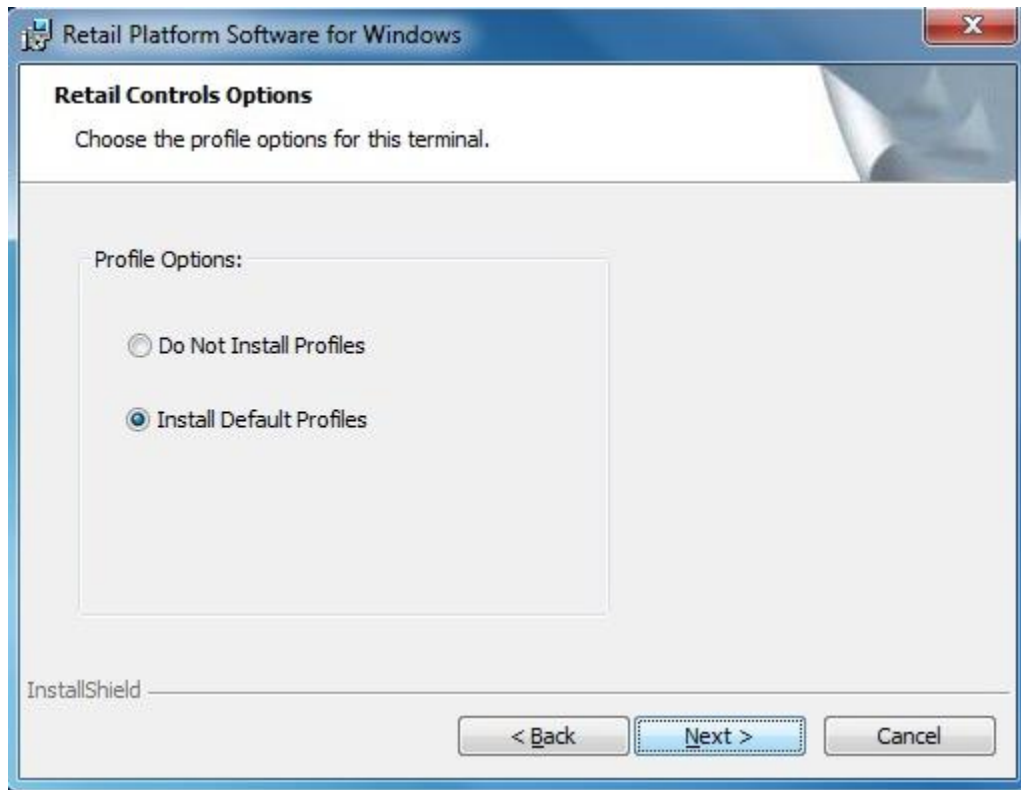 Retail Platform Software for Windows
Retail Controls Options
Choose the profile options for this terminal.
Profile Options:
Do Not Install Profiles
Install Default Profiles
InstallShield
< Back Next > Cancel